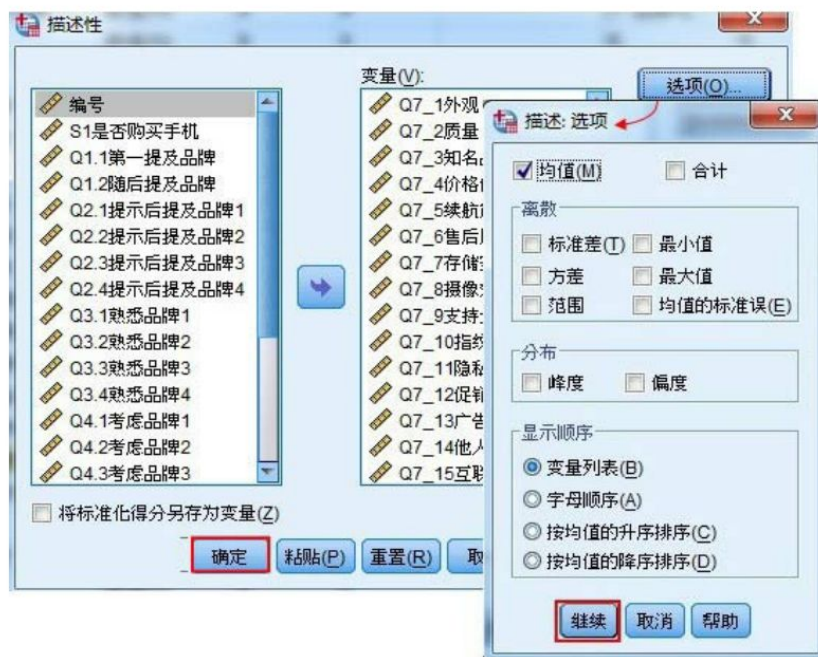 描述性
变量(V):
编号
S1是否购买手机
Q1.1第一提及品牌
Q1.2随后提及品牌
Q2.1提示后提及品牌1
Q2.2提示后提及品牌2
Q2.3提示后提及品牌3
Q2.4提示后提及品牌4
Q3.1熟悉品牌1
Q3.2熟悉品牌2
Q3.3熟悉品牌3
Q3.4熟悉品牌4
Q4.1考虑品牌1
Q4.2考虑品牌2
Q4.3考虑品牌3
Q7_1外观
Q7_2质量
Q7_3知名
Q7_4价格
Q7_5续航
Q7_6售后
Q7_7存储
Q7_8摄像
Q7_9支持
Q7_10指纹
Q7_11隐私
Q7_12促销
Q7_13广告
Q7_14他人
Q7_15互联
选项(O)...
将标准化得分另存为变量(Z)
确定 粘贴(P) 重置(R) 取
描述: 选项
均值(M) 合计
离散
标准差(T) 最小值
方差 最大值
范围 均值的标准误(E)
分布
峰度 偏度
显示顺序
变量列表(B)
字母顺序(A)
按均值的升序排序(C)
按均值的降序排序(D)
继续 取消 帮助